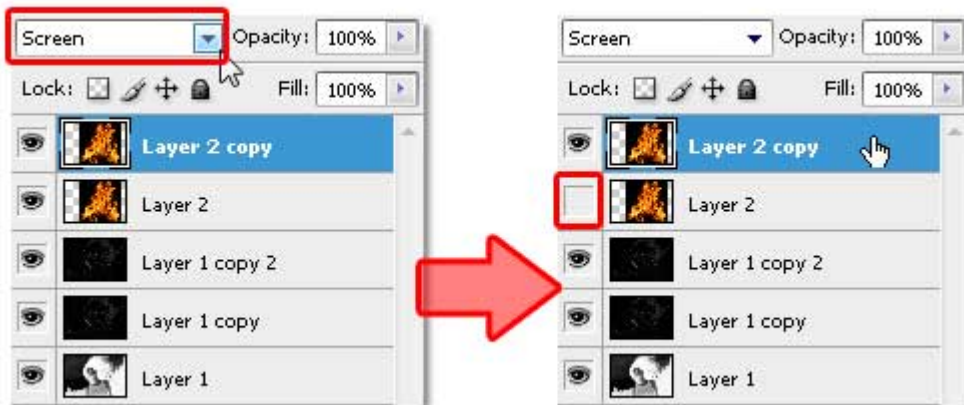 Screen Opacity: 100%
Lock: Fill: 100%
Layer 2 copy
Layer 2
Layer 1 copy 2
Layer 1 copy
Layer 1
Screen Opacity: 100%
Lock: Fill: 100%
Layer 2 copy
Layer 2
Layer 1 copy 2
Layer 1 copy
Layer 1